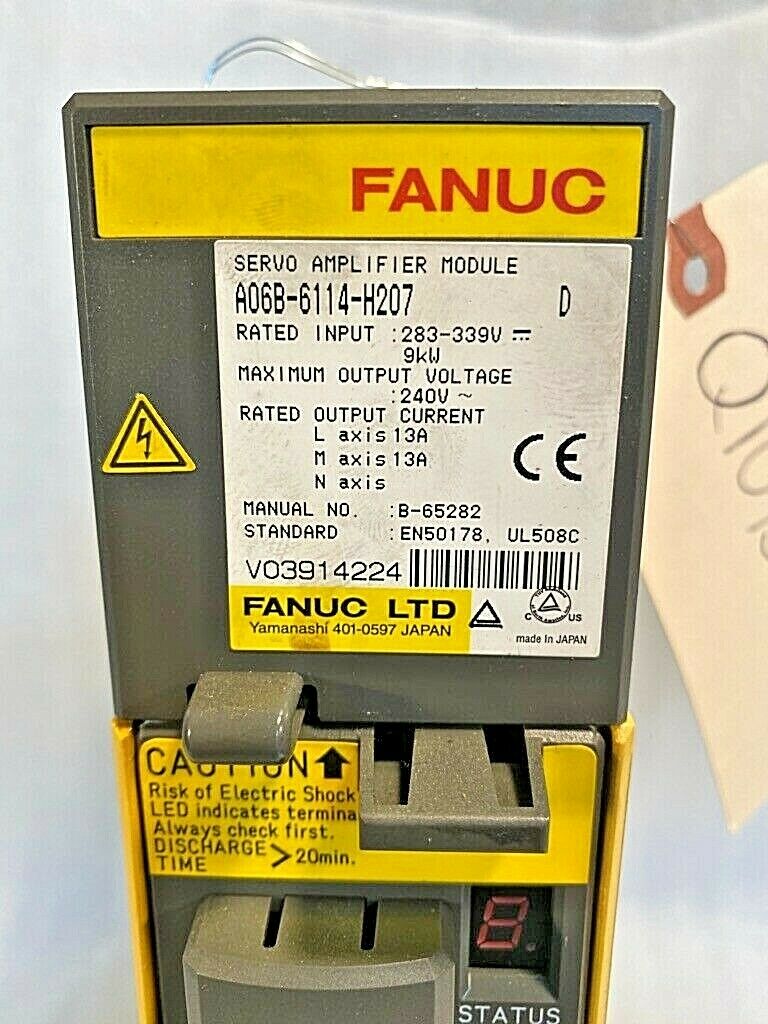 FANUC
SERVO AMPLIFIER MODULE
A06B-6114-H207 D
RATED INPUT :283-339V ⎓
9kW
MAXIMUM OUTPUT VOLTAGE
:240V ~
RATED OUTPUT CURRENT
L axis 13A
M axis 13A
N axis
CE
MANUAL NO. :B-65282
STANDARD :EN50178, UL508C
V03914224
FANUC LTD
Yamanashi 401-0597 JAPAN
C US
made in JAPAN
CAUTION
Risk of Electric Shock
LED indicates termina
Always check first.
DISCHARGE
TIME >20min.
8.
STATUS